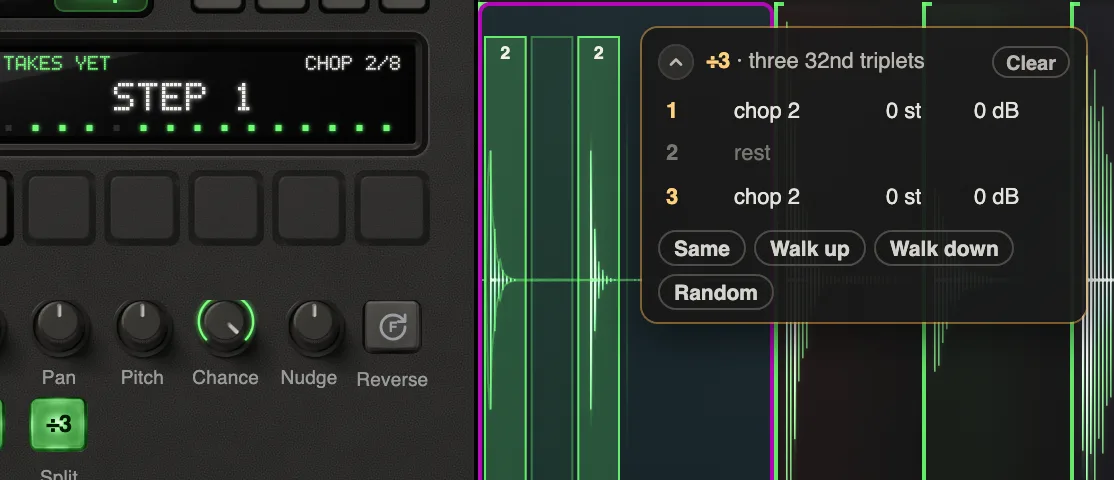 TAKES YET
CHOP 2/8
STEP 1
F
Pan
Pitch
Chance
Nudge
Reverse
÷3
Split
2
2
÷3 · three 32nd triplets
Clear
1 chop 2 0 st 0 dB
2 rest
3 chop 2 0 st 0 dB
Same
Walk up
Walk down
Random